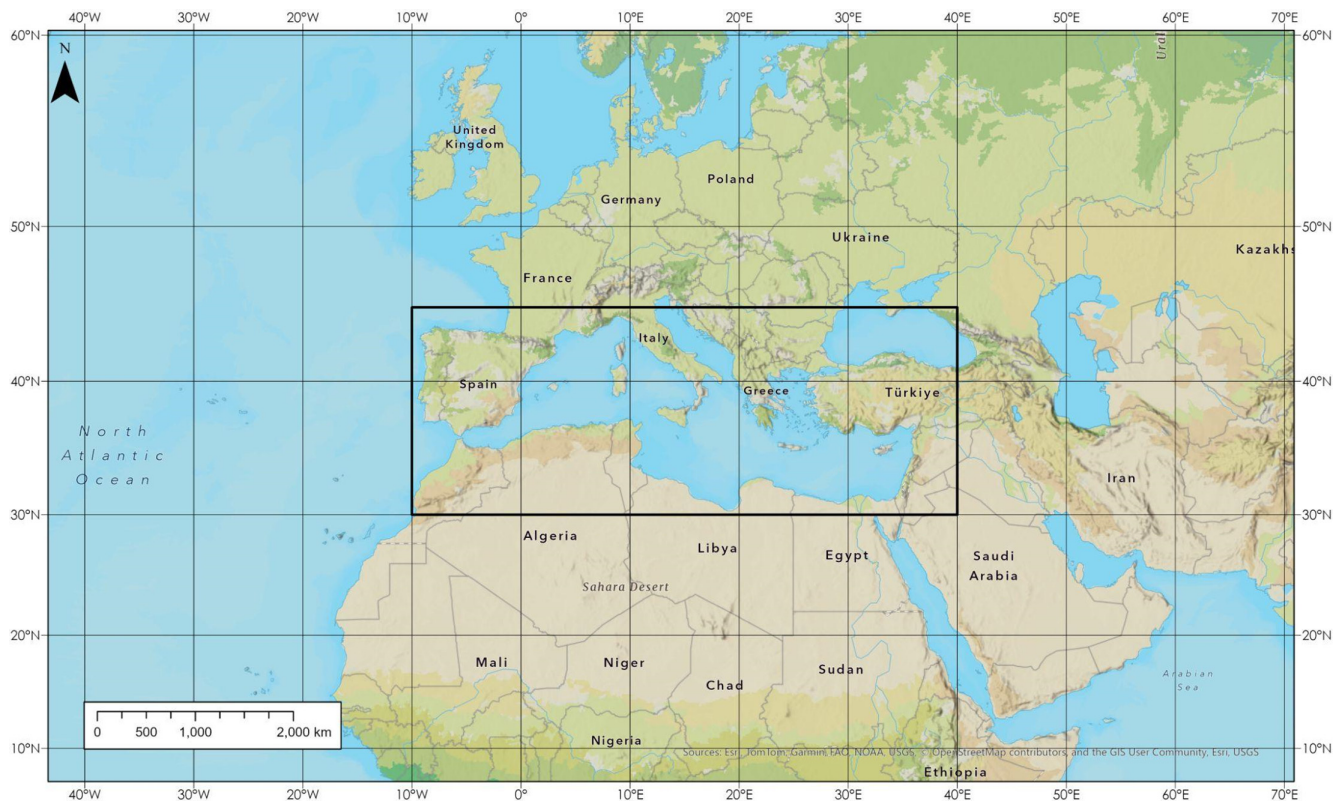 40°W 30°W 20°W 10°W 0°E 10°E 20°E 30°E 40°E 50°E 60°E 70°E
60°N 60°N
N
Ural
United
Kingdom
Poland
Germany
50°N 50°N
Ukraine
Kazakhs
France
Italy
40°N 40°N
Spain
Greece
Türkiye
North
Atlantic
Ocean
Iran
30°N 30°N
Algeria
Libya
Egypt
Saudi
Arabia
Sahara Desert
20°N 20°N
Mali
Niger
Sudan
Chad
Arabian
Sea
0 500 1,000 2,000 km
Nigeria
10°N 10°N
Sources: Esri, TomTom, Garmin, FAO, NOAA, USGS, © OpenStreetMap contributors, and the GIS User Community, Esri, USGS
Ethiopia
40°W 30°W 20°W 10°W 0°E 10°E 20°E 30°E 40°E 50°E 60°E 70°E